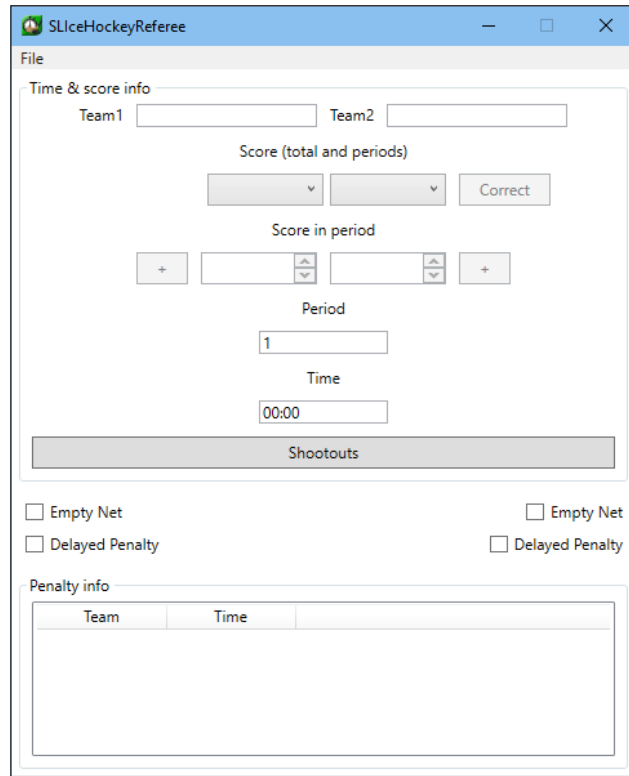 SLIceHockeyReferee
File
Time & score info
Team1 Team2
Score (total and periods)
Correct
Score in period
+ +
Period
1
Time
00:00
Shootouts
Empty Net Empty Net
Delayed Penalty Delayed Penalty
Penalty info
Team Time